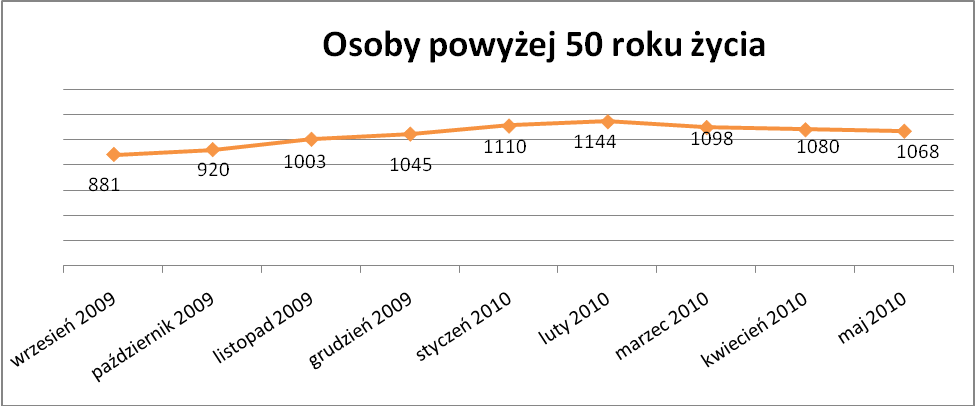 Osoby powyżej 50 roku życia
881
920
1003
1045
1110
1144
1098
1080
1068
wrzesień 2009
październik 2009
listopad 2009
grudzień 2009
styczeń 2010
luty 2010
marzec 2010
kwiecień 2010
maj 2010